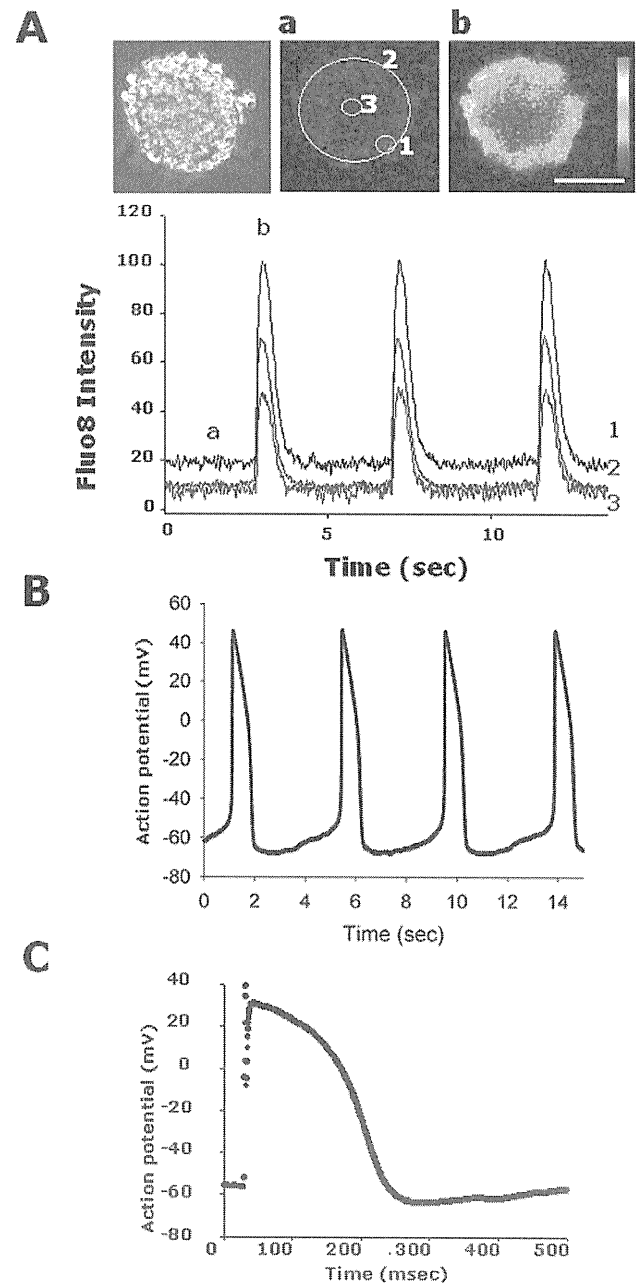 A
a
b
2
3
1
120
b
100
80
60
40
a
1
20
2
0
3
0
5
10
Fluo8 Intensity
Time (sec)
B
60
40
20
0
-20
-40
-60
-80
0 2 4 6 8 10 12 14
Action potential (mV)
Time (sec)
C
40
20
0
-20
-40
-60
-80
0 100 200 .300 400 500
Action potential (mV)
Time (msec)